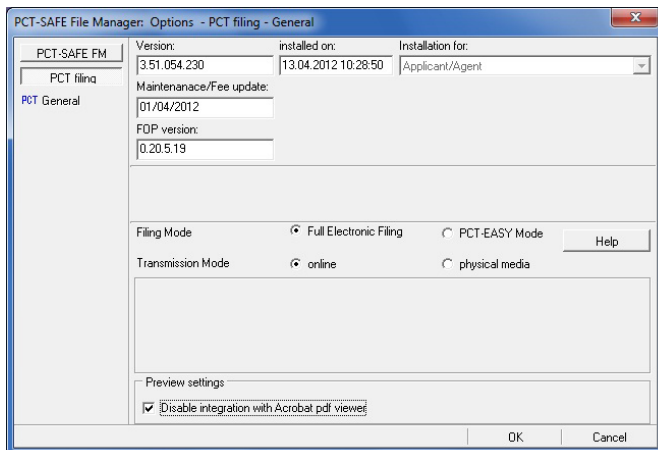 PCT-SAFE File Manager: Options - PCT filing - General
PCT-SAFE FM
PCT filing
PCT General
Version: installed on: Installation for:
3.51.054.230 13.04.2012 10:28:50 Applicant/Agent
Maintenanace/Fee update:
01/04/2012
FOP version:
0.20.5.19
Filing Mode Full Electronic Filing PCT-EASY Mode Help
Transmission Mode online physical media
Preview settings
Disable integration with Acrobat pdf viewer
OK Cancel